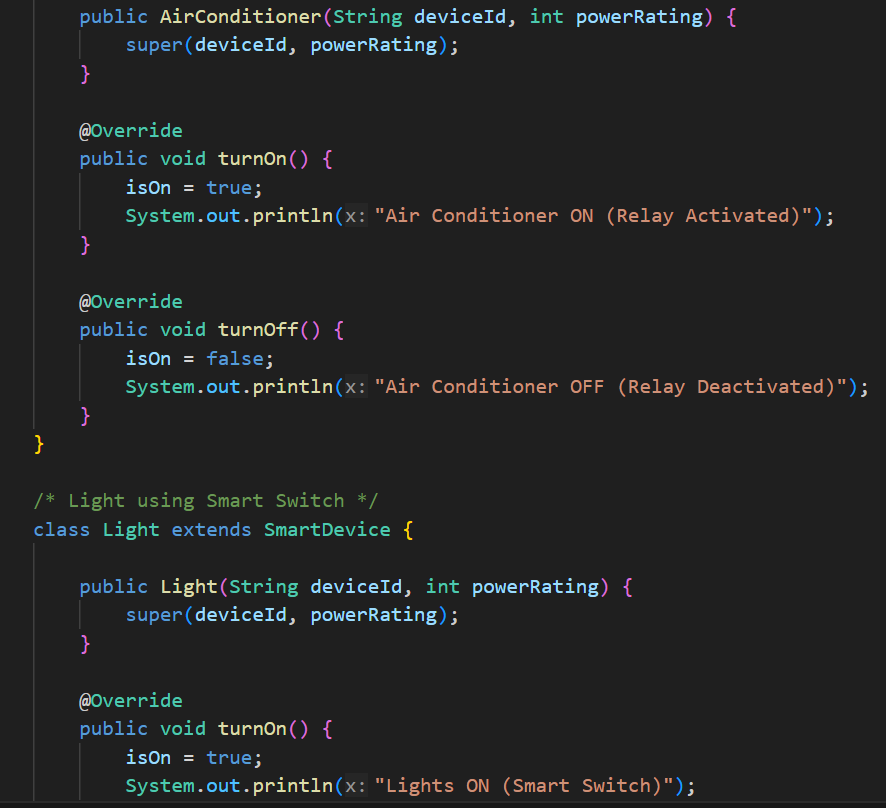 public AirConditioner(String deviceId, int powerRating) {
super(deviceId, powerRating);
}
@Override
public void turnOn() {
isOn = true;
System.out.println(x: "Air Conditioner ON (Relay Activated)");
}
@Override
public void turnOff() {
isOn = false;
System.out.println(x: "Air Conditioner OFF (Relay Deactivated)");
}
}
/* Light using Smart Switch */
class Light extends SmartDevice {
public Light(String deviceId, int powerRating) {
super(deviceId, powerRating);
}
@Override
public void turnOn() {
isOn = true;
System.out.println(x: "Lights ON (Smart Switch)");